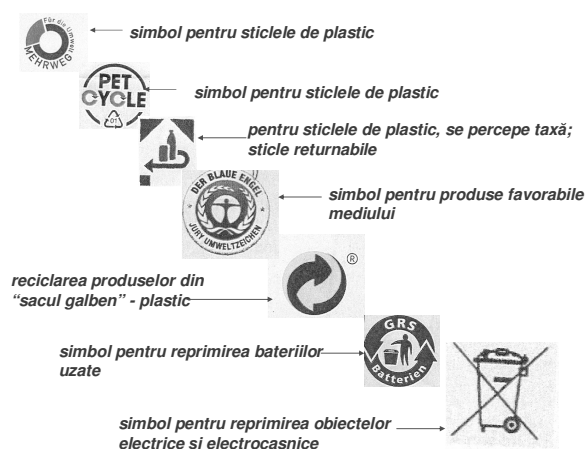 Für die Umwelt
MEHRWEG
simbol pentru sticlele de plastic
PET
CYCLE
01
simbol pentru sticlele de plastic
pentru sticlele de plastic, se percepe taxă;
sticle returnabile
DER BLAUE ENGEL
JURY UMWELTZEICHEN
simbol pentru produse favorabile
mediului
®
reciclarea produselor din
“sacul galben” - plastic
GRS
Batterien
simbol pentru reprimirea bateriilor
uzate
simbol pentru reprimirea obiectelor
electrice si electrocasnice